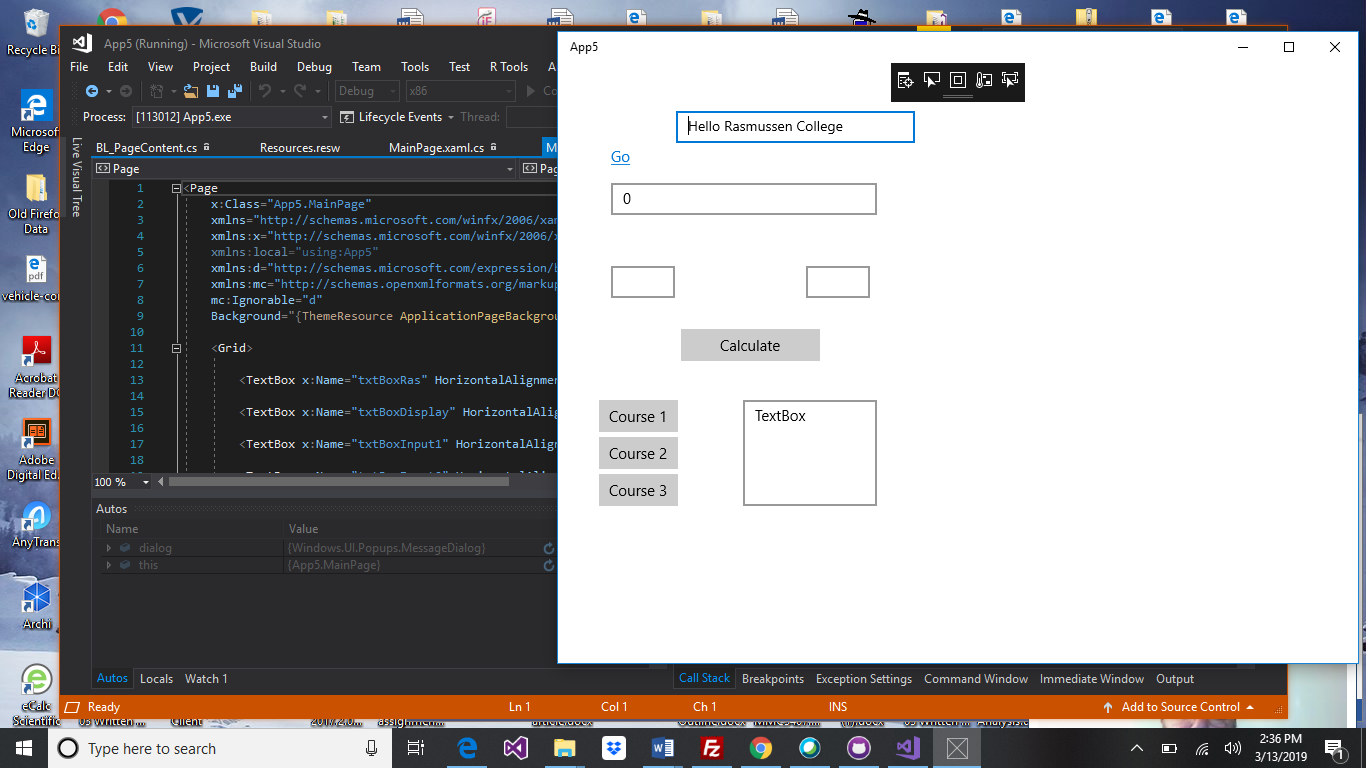 Recycle Bi
Microsoft
Edge
Old Firefo
Data
pdf
vehicle-co
Acrobat
Reader DC
Adobe
Digital Ed.
AnyTrans
Archi
eCalc
Scientific
App5 (Running) - Microsoft Visual Studio
File Edit View Project Build Debug Team Tools Test R Tools A
Debug x86 Co
Process: [113012] App5.exe Lifecycle Events Thread:
Live Visual Tree
BL_PageContent.cs Resources.resw MainPage.xaml.cs M
Page Pag
1 <Page
2 x:Class="App5.MainPage"
3 xmlns="http://schemas.microsoft.com/winfx/2006/xam
4 xmlns:x="http://schemas.microsoft.com/winfx/2006/x
5 xmlns:local="using:App5"
6 xmlns:d="http://schemas.microsoft.com/expression/b
7 xmlns:mc="http://schemas.openxmlformats.org/markup
8 mc:Ignorable="d"
9 Background="{ThemeResource ApplicationPageBackgrou
10
11 <Grid>
12
13 <TextBox x:Name="txtBoxRas" HorizontalAlignmen
14
15 <TextBox x:Name="txtBoxDisplay" HorizontalAlig
16
17 <TextBox x:Name="txtBoxInput1" HorizontalAlign
18
100 %
Autos
Name Value
dialog {Windows.UI.Popups.MessageDialog}
this {App5.MainPage}
Autos Locals Watch 1
Call Stack Breakpoints Exception Settings Command Window Immediate Window Output
Ready Ln 1 Col 1 Ch 1 INS Add to Source Control
App5
Hello Rasmussen College
Go
0
Calculate
Course 1
Course 2
Course 3
TextBox
Type here to search
2:36 PM
3/13/2019
1